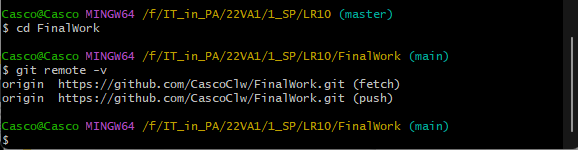 Casco@Casco MINGW64 /f/IT_in_PA/22VA1/1_SP/LR10 (master)
$ cd FinalWork
Casco@Casco MINGW64 /f/IT_in_PA/22VA1/1_SP/LR10/FinalWork (main)
$ git remote -v
origin  https://github.com/CascoClw/FinalWork.git (fetch)
origin  https://github.com/CascoClw/FinalWork.git (push)
Casco@Casco MINGW64 /f/IT_in_PA/22VA1/1_SP/LR10/FinalWork (main)
$